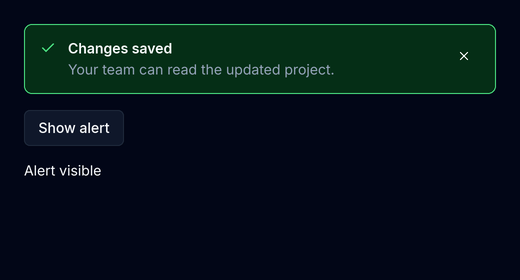 Changes saved
Your team can read the updated project.
Show alert
Alert visible